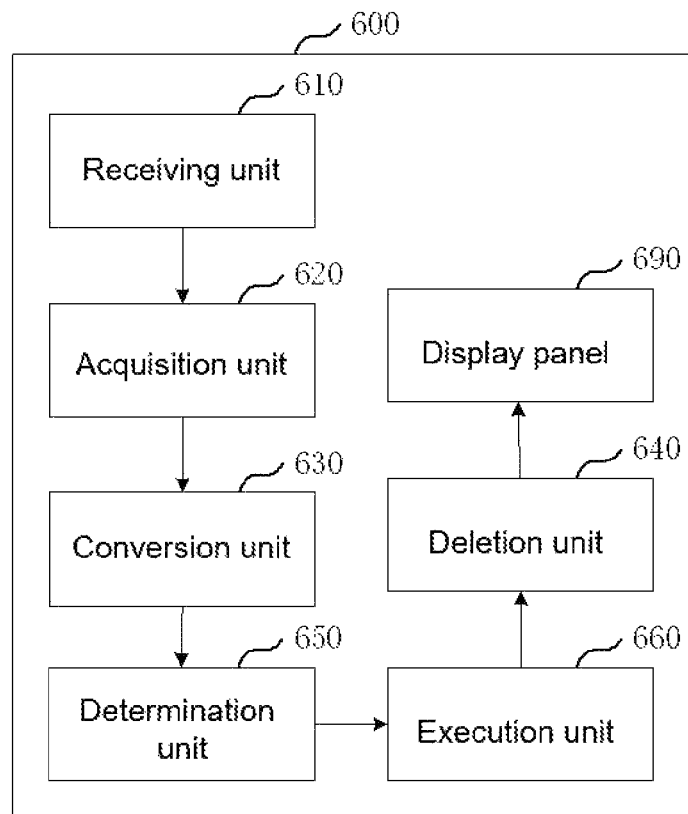 600
610
Receiving unit
620
Acquisition unit
630
Conversion unit
650
Determination
unit
690
Display panel
640
Deletion unit
660
Execution unit